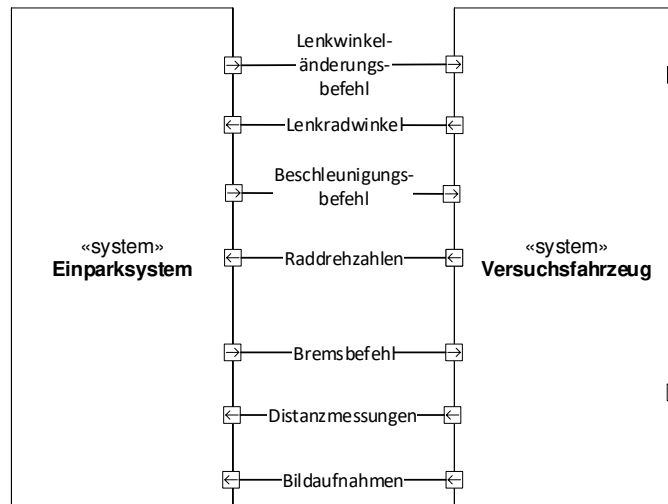 Lenkwinkel-
änderungs-
befehl
Lenkradwinkel
Beschleunigungs-
befehl
«system»
Einparksystem
Raddrehzahlen
«system»
Versuchsfahrzeug
Bremsbefehl
Distanzmessungen
Bildaufnahmen